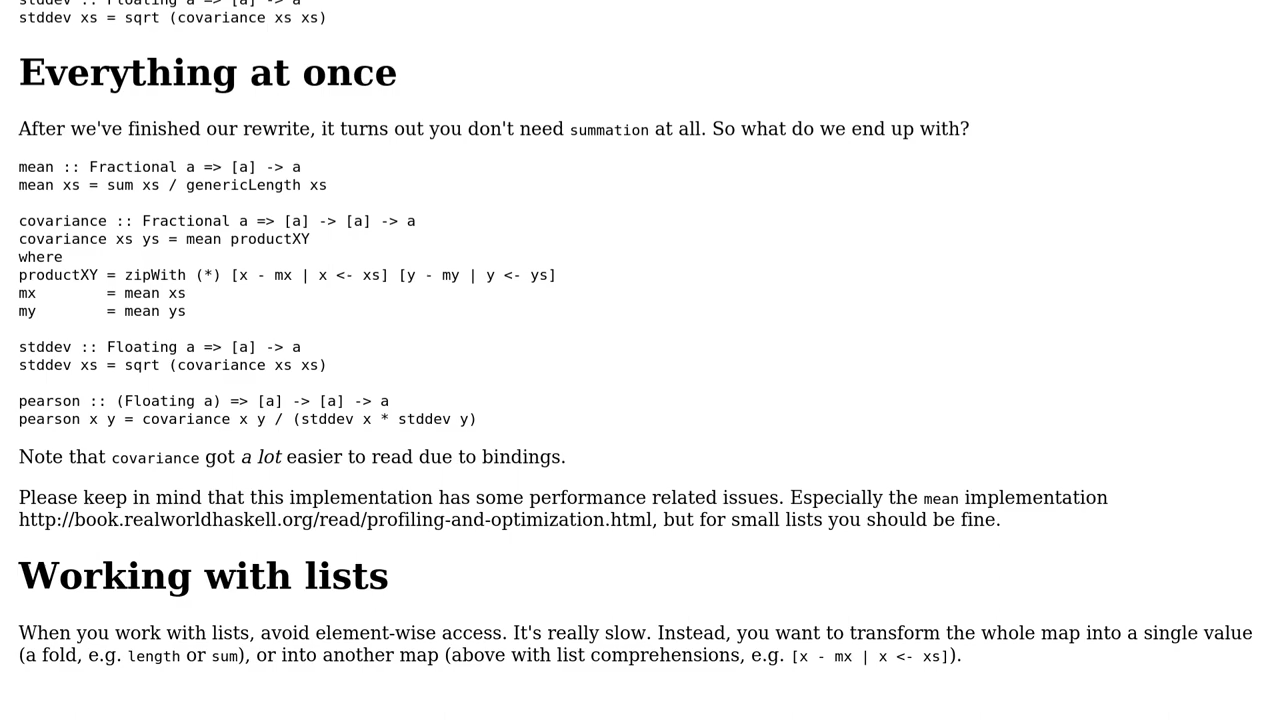 stddev :: Floating a => [a] -> a
stddev xs = sqrt (covariance xs xs)
Everything at once
After we've finished our rewrite, it turns out you don't need summation at all. So what do we end up with?
mean :: Fractional a => [a] -> a
mean xs = sum xs / genericLength xs
covariance :: Fractional a => [a] -> [a] -> a
covariance xs ys = mean productXY
where
productXY = zipWith (*) [x - mx | x <- xs] [y - my | y <- ys]
mx        = mean xs
my        = mean ys
stddev :: Floating a => [a] -> a
stddev xs = sqrt (covariance xs xs)
pearson :: (Floating a) => [a] -> [a] -> a
pearson x y = covariance x y / (stddev x * stddev y)
Note that covariance got a lot easier to read due to bindings.
Please keep in mind that this implementation has some performance related issues. Especially the mean implementation
http://book.realworldhaskell.org/read/profiling-and-optimization.html, but for small lists you should be fine.
Working with lists
When you work with lists, avoid element-wise access. It's really slow. Instead, you want to transform the whole map into a single value
(a fold, e.g. length or sum), or into another map (above with list comprehensions, e.g. [x - mx | x <- xs]).